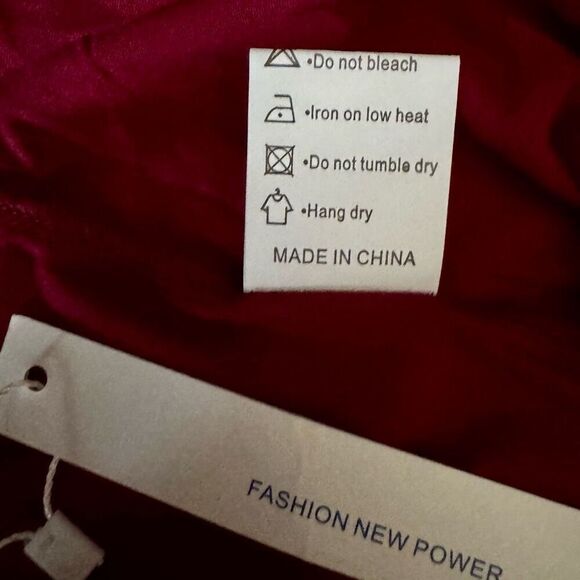 •Do not bleach
•Iron on low heat
•Do not tumble dry
•Hang dry
MADE IN CHINA
FASHION NEW POWER